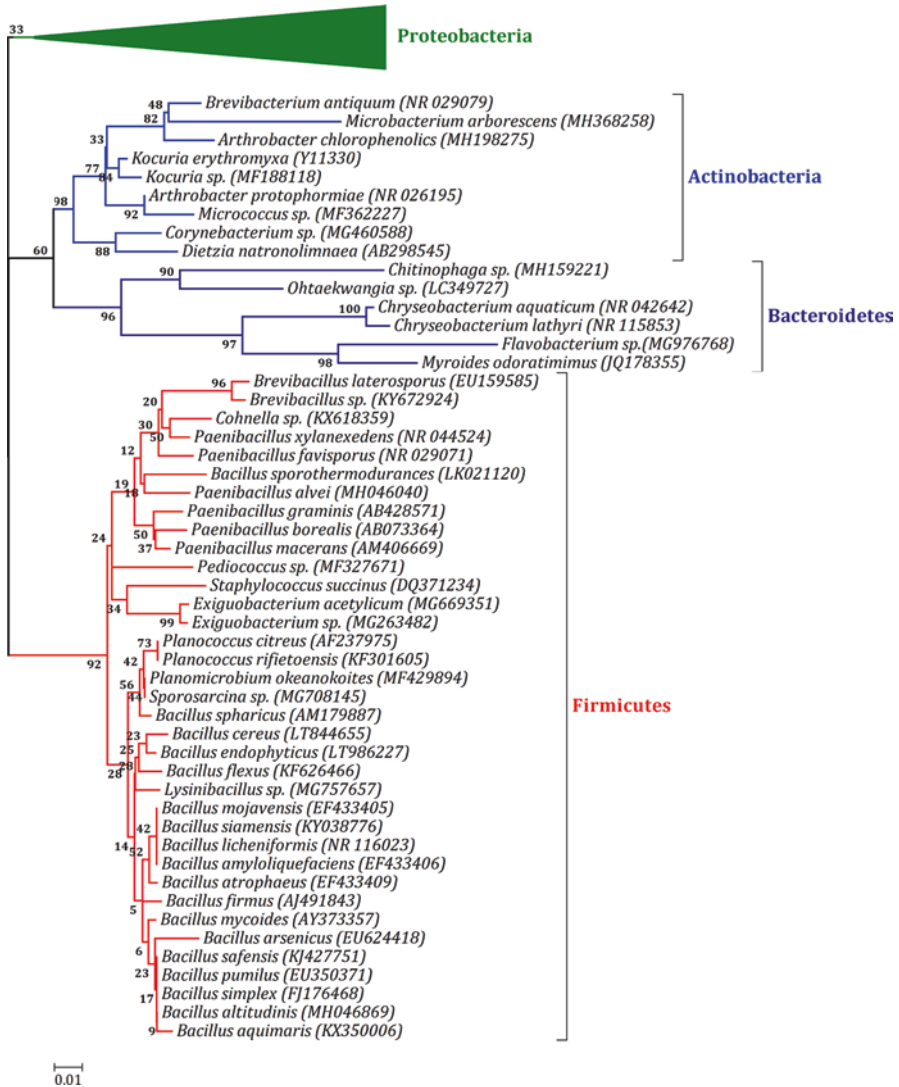 33
Proteobacteria
48
Brevibacterium antiquum (NR 029079)
82
Microbacterium arborescens (MH368258)
33
Arthrobacter chlorophenolics (MH198275)
Kocuria erythromyxa (Y11330)
77
84
Kocuria sp. (MF188118)
Actinobacteria
Arthrobacter protophormiae (NR 026195)
98
92
Micrococcus sp. (MF362227)
Corynebacterium sp. (MG460588)
60
88
Dietzia natronolimnaea (AB298545)
90
Chitinophaga sp. (MH159221)
Ohtaekwangia sp. (LC349727)
96
100
Chryseobacterium aquaticum (NR 042642)
Bacteroidetes
Chryseobacterium lathyri (NR 115853)
97
Flavobacterium sp.(MG976768)
98
Myroides odoratimimus (JQ178355)
96
Brevibacillus laterosporus (EU159585)
20
Brevibacillus sp. (KY672924)
30
Cohnella sp. (KX618359)
50
Paenibacillus xylanexedens (NR 044524)
12
Paenibacillus favisporus (NR 029071)
19
Bacillus sporothermodurances (LK021120)
18
Paenibacillus alvei (MH046040)
Paenibacillus graminis (AB428571)
24
50
Paenibacillus borealis (AB073364)
37
Paenibacillus macerans (AM406669)
Pediococcus sp. (MF327671)
Staphylococcus succinus (DQ371234)
34
Exiguobacterium acetylicum (MG669351)
99
Exiguobacterium sp. (MG263482)
73
Planococcus citreus (AF237975)
92
42
Planococcus rifietoensis (KF301605)
56
Planomicrobium okeanokoites (MF429894)
44
Sporosarcina sp. (MG708145)
Firmicutes
Bacillus spharicus (AM179887)
23
Bacillus cereus (LT844655)
25
Bacillus endophyticus (LT986227)
28
28
Bacillus flexus (KF626466)
Lysinibacillus sp. (MG757657)
Bacillus mojavensis (EF433405)
42
Bacillus siamensis (KY038776)
14
52
Bacillus licheniformis (NR 116023)
Bacillus amyloliquefaciens (EF433406)
Bacillus atrophaeus (EF433409)
5
Bacillus firmus (AJ491843)
Bacillus mycoides (AY373357)
Bacillus arsenicus (EU624418)
6
Bacillus safensis (KJ427751)
23
Bacillus pumilus (EU350371)
17
Bacillus simplex (FJ176468)
Bacillus altitudinis (MH046869)
9
Bacillus aquimaris (KX350006)
0.01